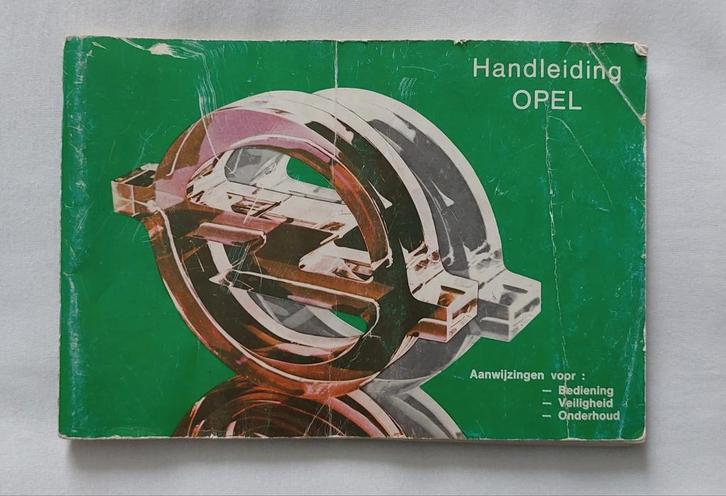 Handleiding
OPEL
Aanwijzingen voor :
— Bediening
— Veiligheid
— Onderhoud